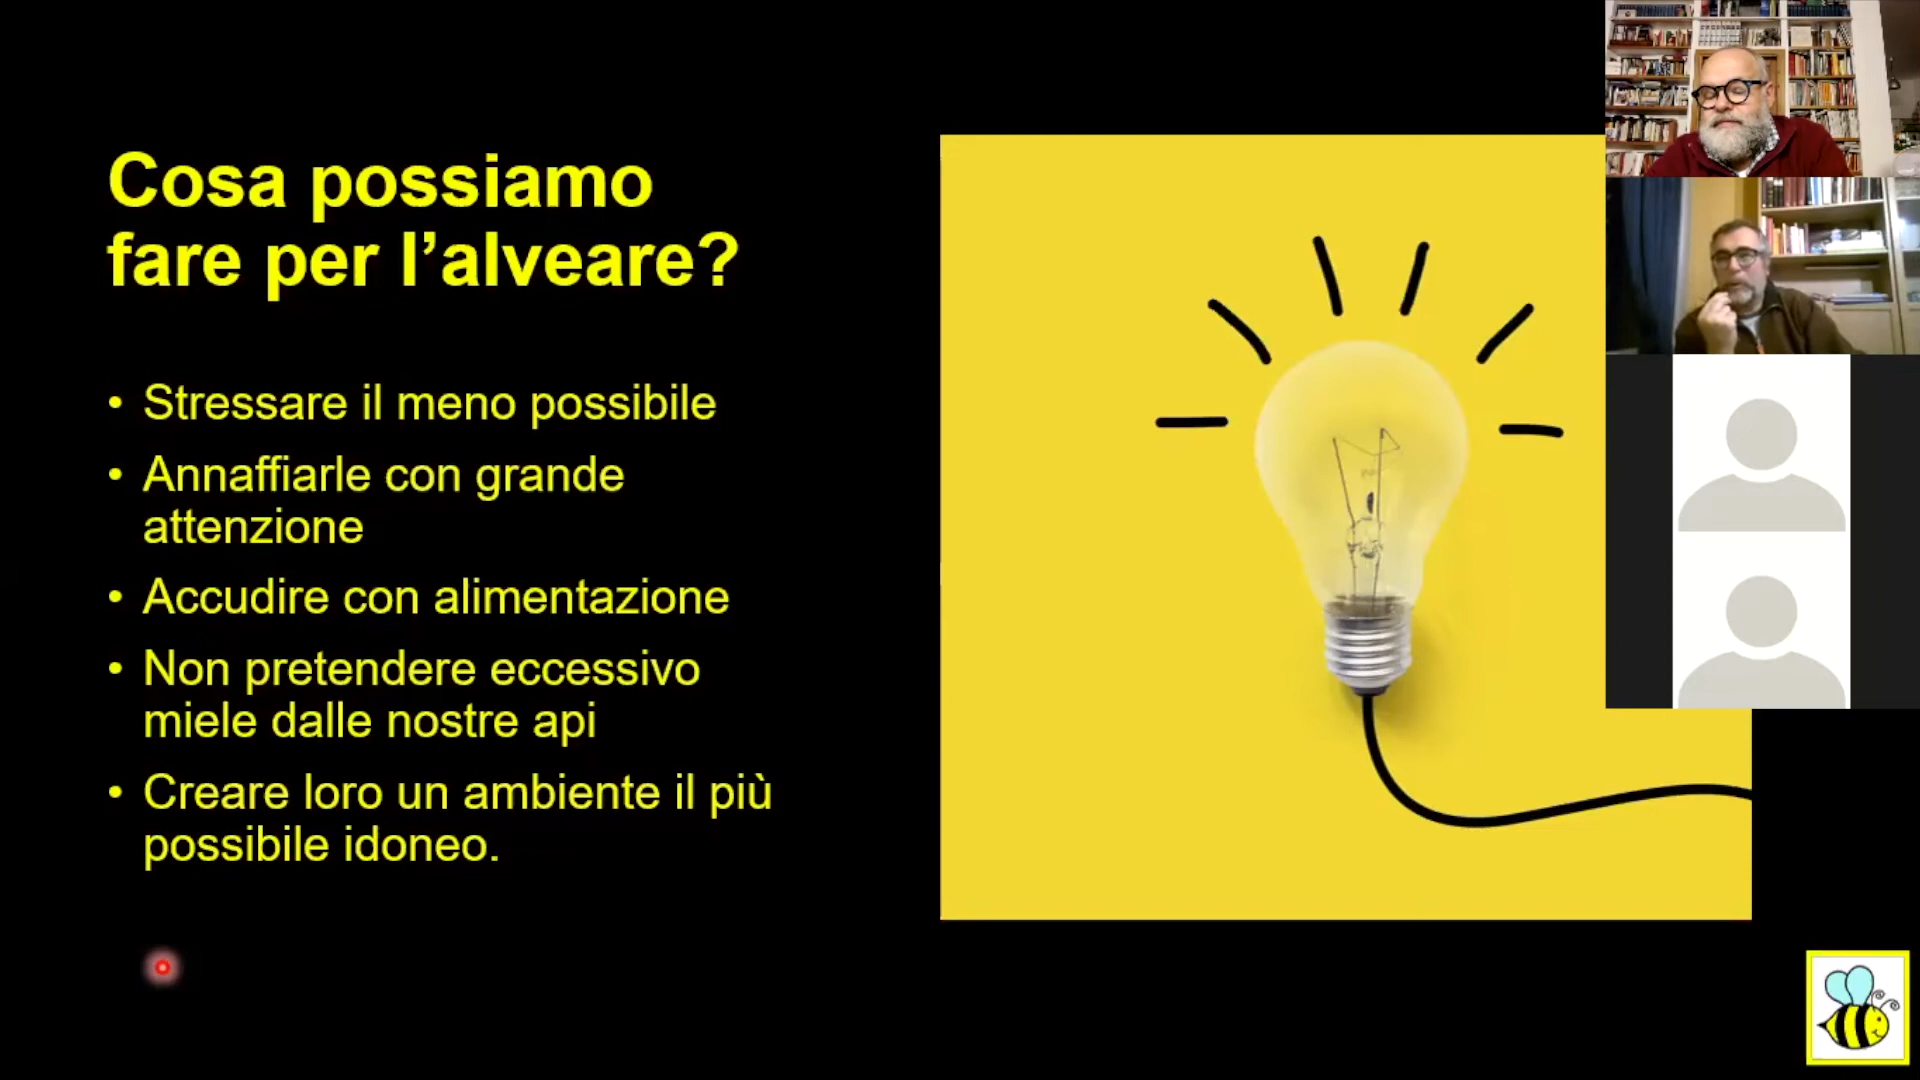 Cosa possiamo
fare per l’alveare?
• Stressare il meno possibile
• Annaffiarle con grande
attenzione
• Accudire con alimentazione
• Non pretendere eccessivo
miele dalle nostre api
• Creare loro un ambiente il più
possibile idoneo.